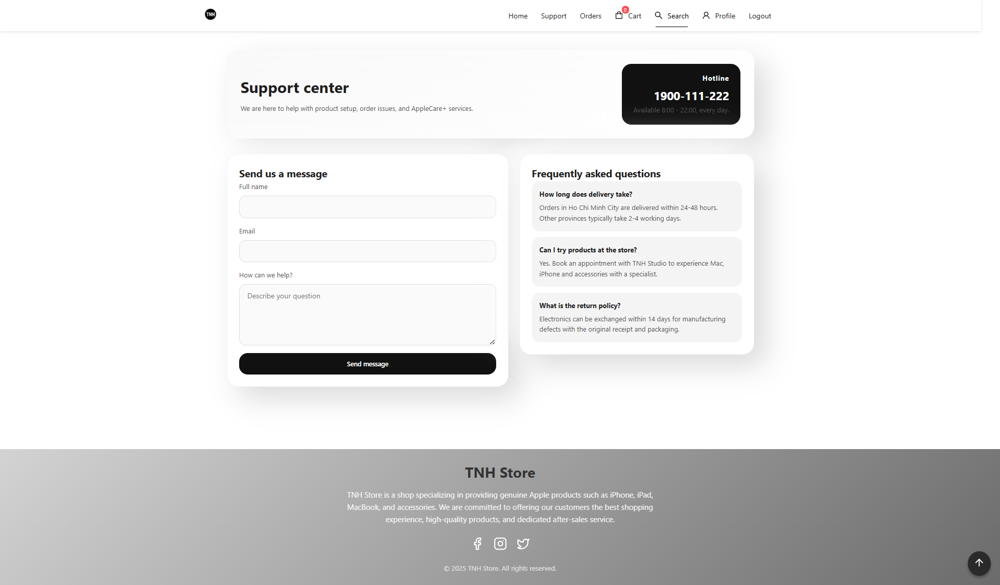 TNH
Home
Support
Orders
0
Cart
Search
Profile
Logout
Support center
We are here to help with product setup, order issues, and AppleCare+ services.
Hotline
1900-111-222
Available 8:00 - 22:00, every day.
Send us a message
Full name
Email
How can we help?
Describe your question
Send message
Frequently asked questions
How long does delivery take?
Orders in Ho Chi Minh City are delivered within 24-48 hours.
Other provinces typically take 2-4 working days.
Can I try products at the store?
Yes. Book an appointment with TNH Studio to experience Mac,
iPhone and accessories with a specialist.
What is the return policy?
Electronics can be exchanged within 14 days for manufacturing
defects with the original receipt and packaging.
TNH Store
TNH Store is a shop specializing in providing genuine Apple products such as iPhone, iPad,
MacBook, and accessories. We are committed to offering our customers the best shopping
experience, high-quality products, and dedicated after-sales service.
© 2025 TNH Store. All rights reserved.